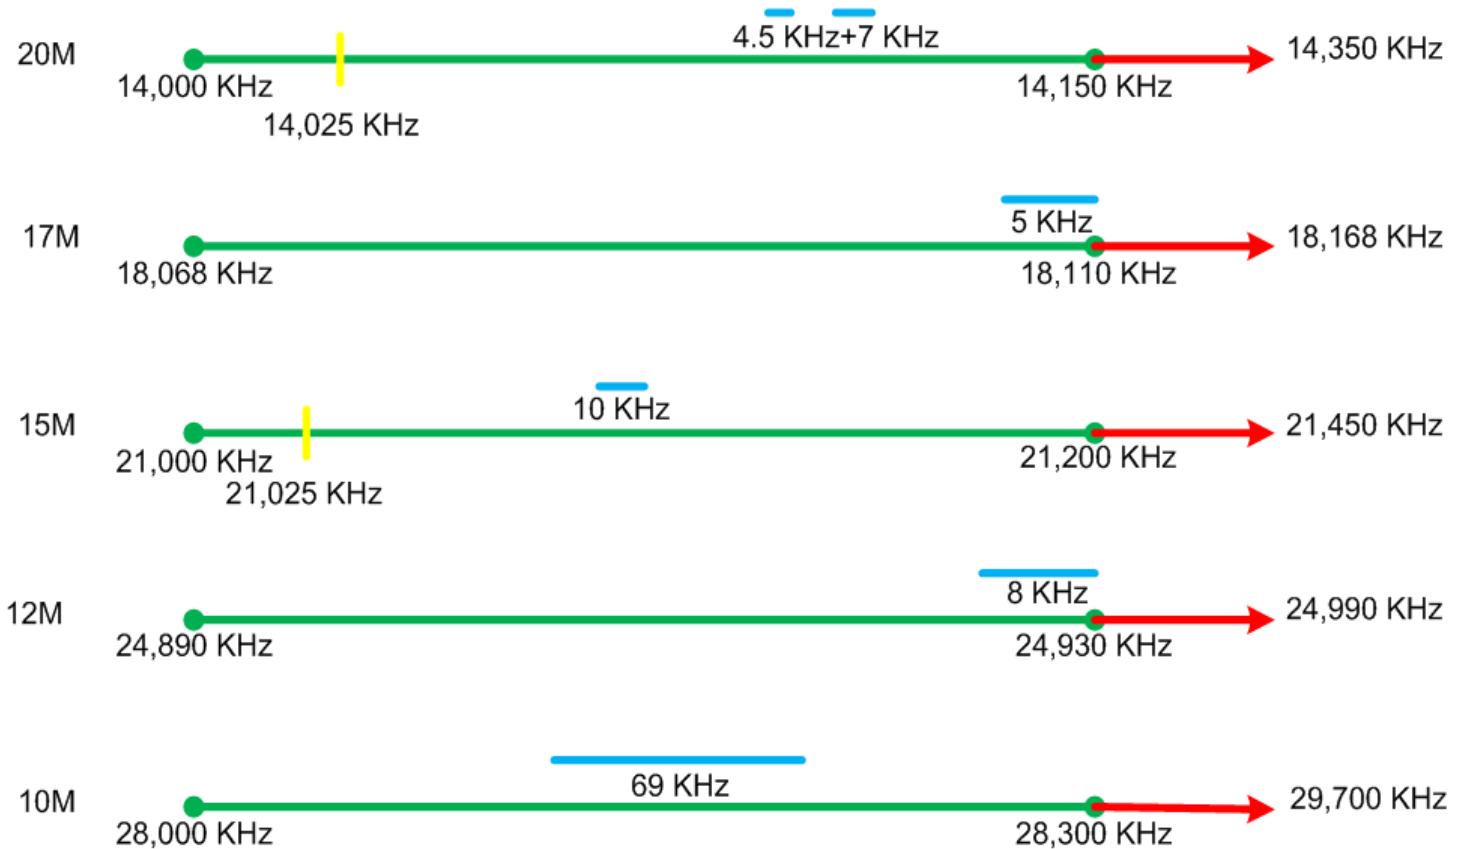 4.5 KHz+7 KHz
20M
14,350 KHz
14,000 KHz
14,150 KHz
14,025 KHz
5 KHz
17M
18,168 KHz
18,068 KHz
18,110 KHz
10 KHz
15M
21,450 KHz
21,000 KHz
21,200 KHz
21,025 KHz
8 KHz
12M
24,990 KHz
24,890 KHz
24,930 KHz
69 KHz
10M
29,700 KHz
28,000 KHz
28,300 KHz